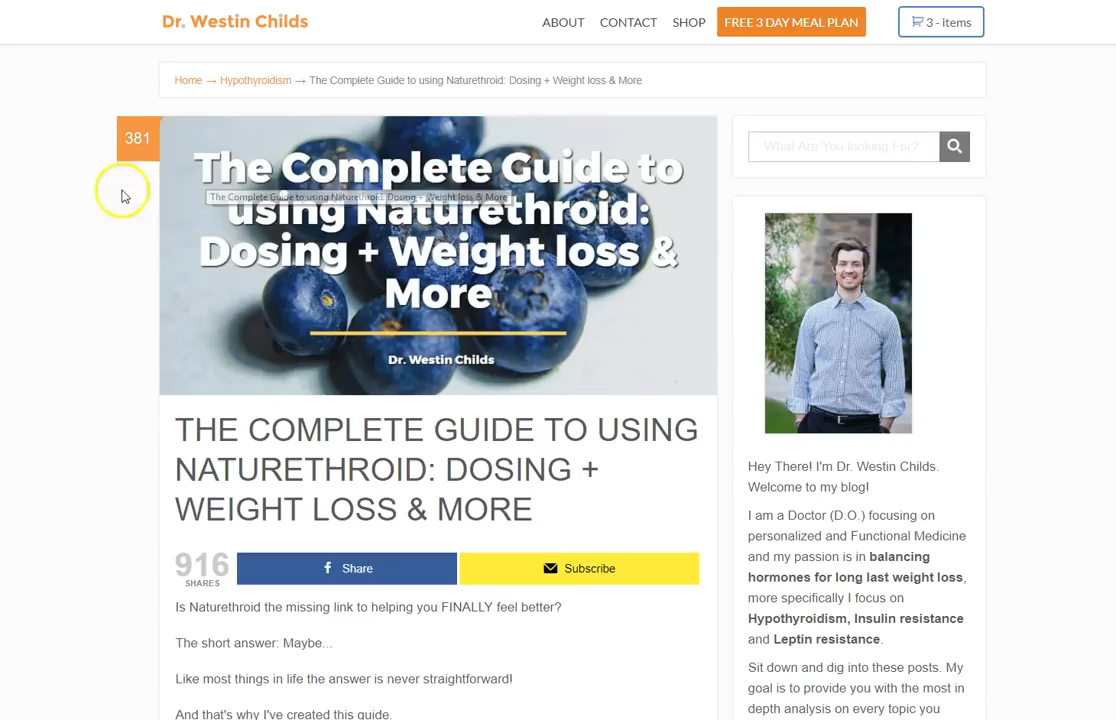 Dr. Westin Childs
ABOUT
CONTACT
SHOP
FREE 3 DAY MEAL PLAN
3 - items
Home → Hypothyroidism → The Complete Guide to using Naturethroid: Dosing + Weight loss & More
381
The Complete Guide to
using Naturethroid:
Dosing + Weight loss &
More
The Complete Guide to using Naturethroid: Dosing + Weight loss & More
Dr. Westin Childs
THE COMPLETE GUIDE TO USING
NATURETHROID: DOSING +
WEIGHT LOSS & MORE
916
SHARES
Share
Subscribe
Is Naturethroid the missing link to helping you FINALLY feel better?
The short answer: Maybe...
Like most things in life the answer is never straightforward!
And that's why I've created this guide.
What Are You looking For?
Hey There! I'm Dr. Westin Childs.
Welcome to my blog!
I am a Doctor (D.O.) focusing on
personalized and Functional Medicine
and my passion is in balancing
hormones for long last weight loss,
more specifically I focus on
Hypothyroidism, Insulin resistance
and Leptin resistance.
Sit down and dig into these posts. My
goal is to provide you with the most in
depth analysis on every topic you